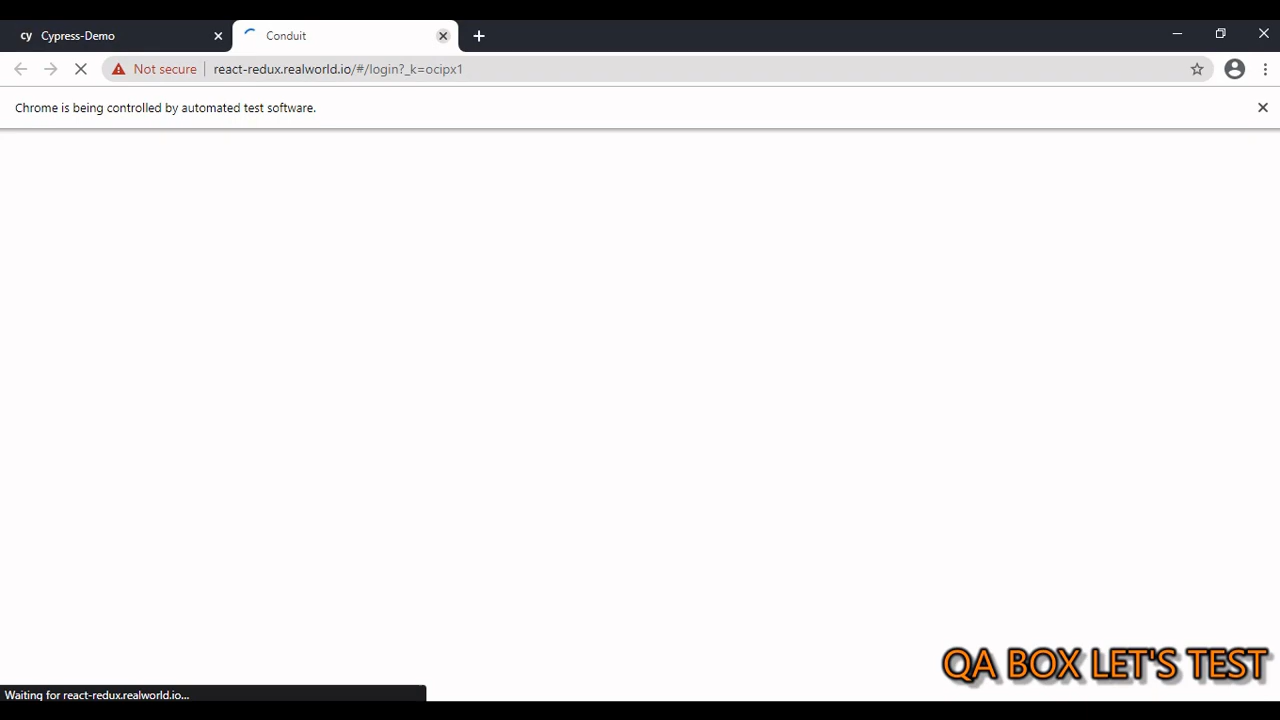 cy Cypress-Demo
Conduit
Not secure react-redux.realworld.io/#/login?_k=ocipx1
Chrome is being controlled by automated test software.
QA BOX LET'S TEST
Waiting for react-redux.realworld.io...